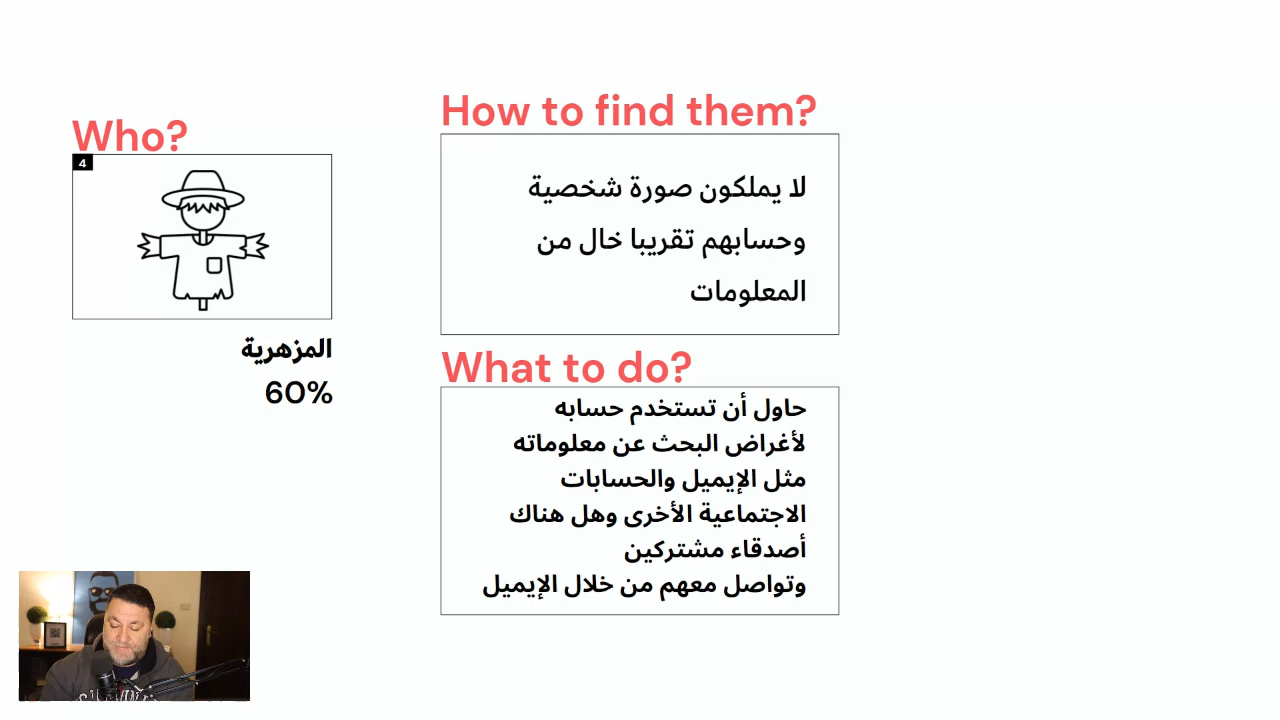 Who?
4
المزهرية
60%
How to find them?
لا يملكون صورة شخصية
وحسابهم تقريبا خال من
المعلومات
What to do?
حاول أن تستخدم حسابه
لأغراض البحث عن معلوماته
مثل الإيميل والحسابات
الاجتماعية الأخرى وهل هناك
أصدقاء مشتركين
وتواصل معهم من خلال الإيميل